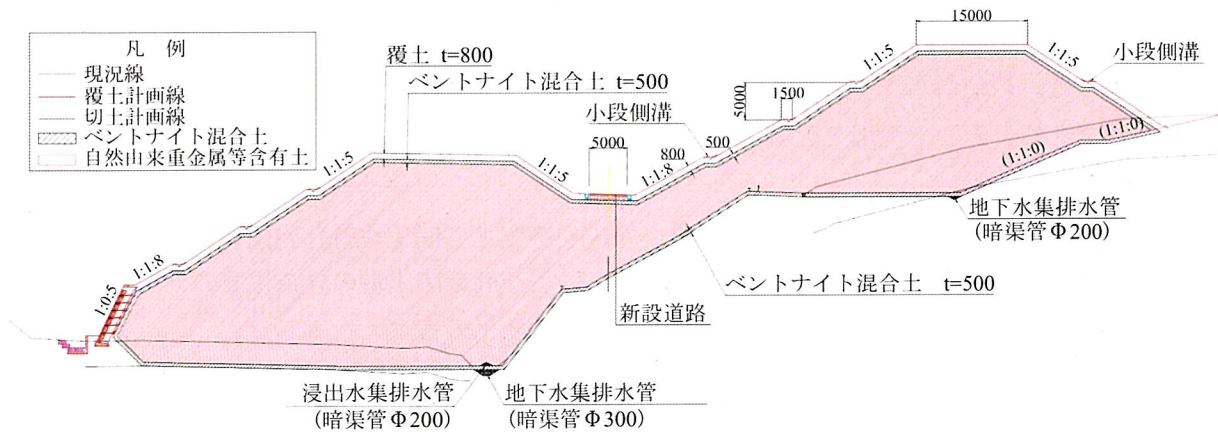 凡 例
現況線
覆土計画線
切土計画線
ベントナイト混合土
自然由来重金属等含有土
覆土 t=800
ベントナイト混合土 t=500
15000
1:1:5
1:1:5
小段側溝
5000
1500
小段側溝
500
800
1:1:8
5000
1:1:5
1:1:5
1:1:8
1:0:5
(1:1:0)
(1:1:0)
地下水集排水管
(暗渠管Φ200)
ベントナイト混合土 t=500
新設道路
浸出水集排水管
(暗渠管Φ200)
地下水集排水管
(暗渠管Φ300)